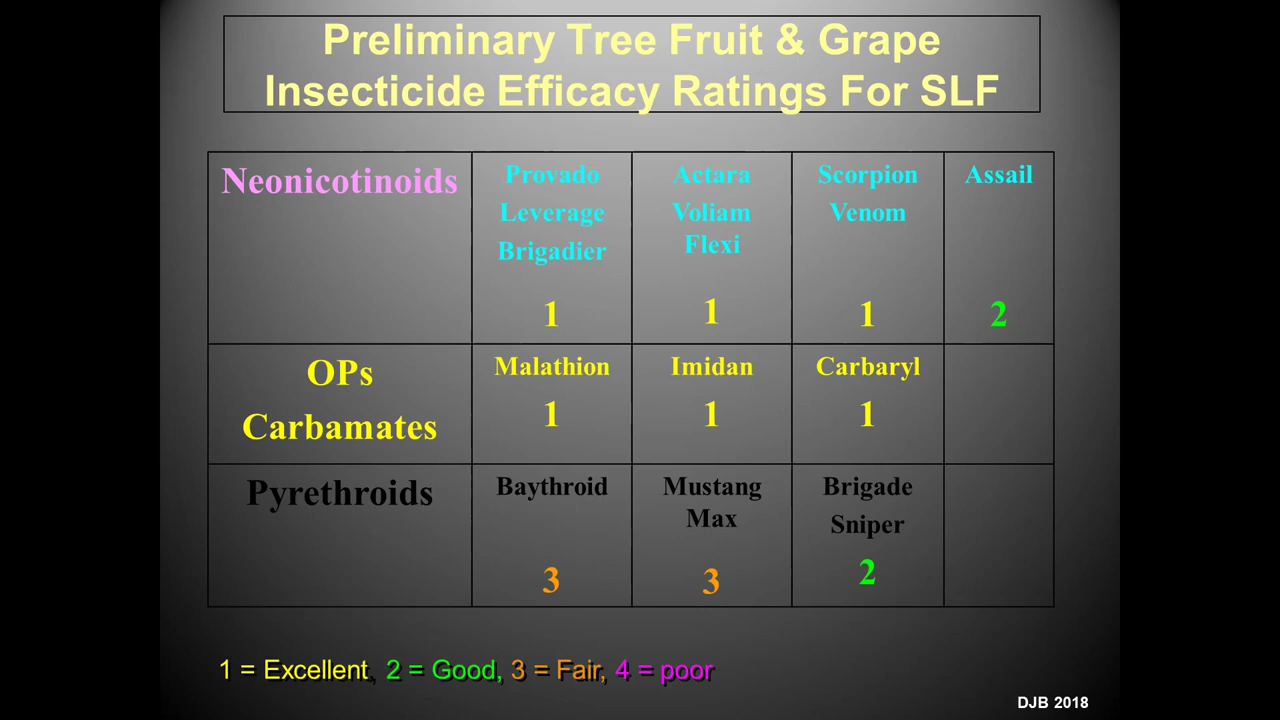 Preliminary Tree Fruit & Grape
Insecticide Efficacy Ratings For SLF
Neonicotinoids
Provado
Leverage
Brigadier
1
Actara
Voliam
Flexi
1
Scorpion
Venom
1
Assail
2
OPs
Carbamates
Malathion
1
Imidan
1
Carbaryl
1
Pyrethroids
Baythroid
3
Mustang
Max
3
Brigade
Sniper
2
1 = Excellent, 2 = Good, 3 = Fair, 4 = poor
DJB 2018